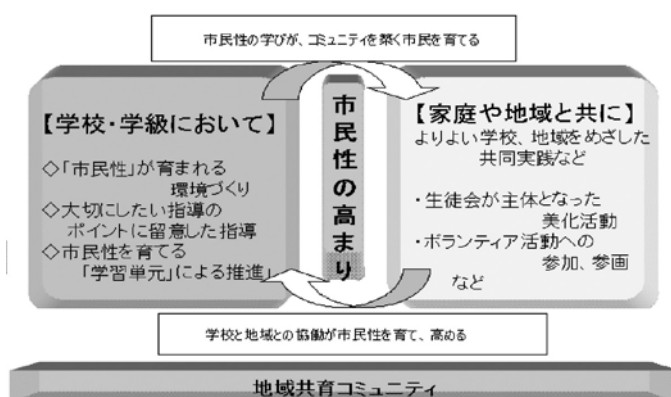 市民性の学びが、コミュニティを築く市民を育てる
【学校・学級において】
◇「市民性」が育まれる
環境づくり
◇大切にしたい指導の
ポイントに留意した指導
◇市民性を育てる
「学習単元」による推進」
市民性の高まり
【家庭や地域と共に】
よりよい学校、地域をめざした
共同実践など
・生徒会が主体となった
美化活動
・ボランティア活動への
参加、参画
など
学校と地域との協働が市民性を育て、高める
地域共育コミュニティ